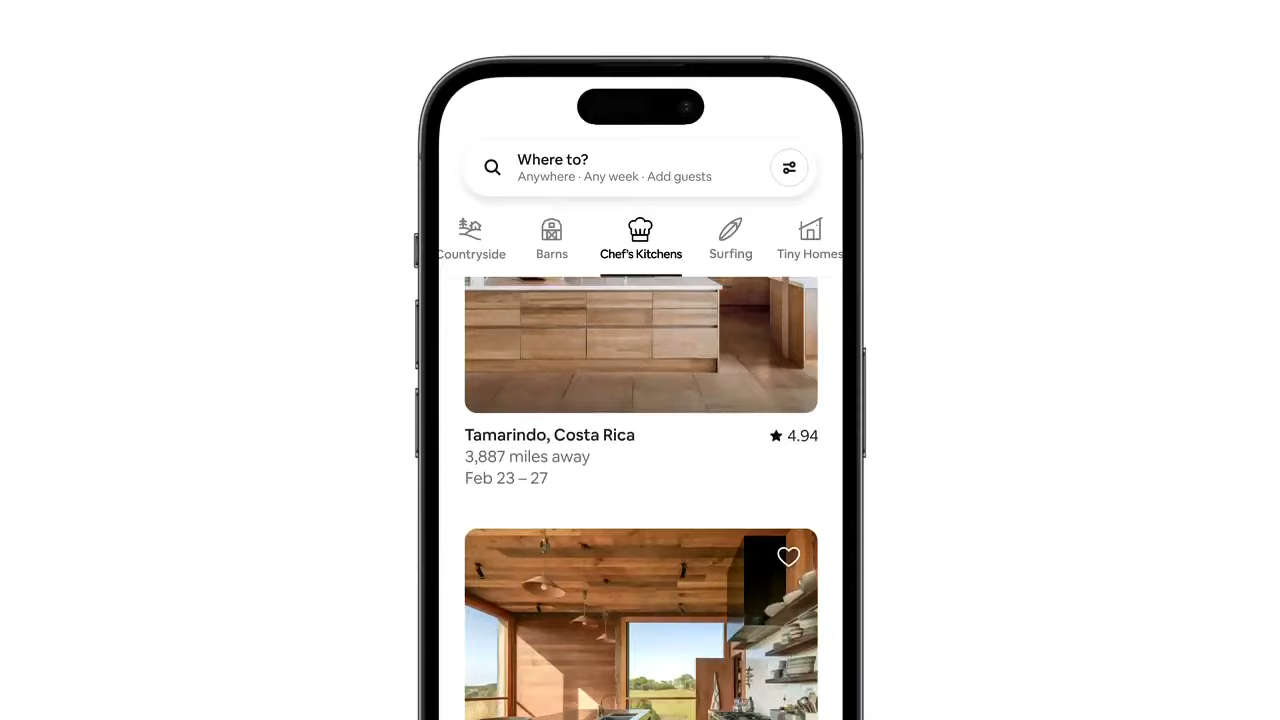 Where to?
Anywhere · Any week · Add guests
Countryside
Barns
Chef's Kitchens
Surfing
Tiny Homes
Tamarindo, Costa Rica
4.94
3,887 miles away
Feb 23 – 27